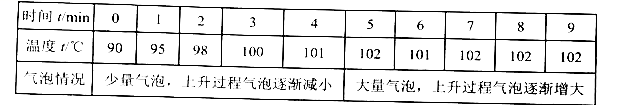 时间 t/min 0 1 2 3 4 5 6 7 8 9
温度 t/℃ 90 95 98 100 101 102 101 102 102 102
气泡情况 少量气泡，上升过程气泡逐渐减小 大量气泡，上升过程气泡逐渐增大